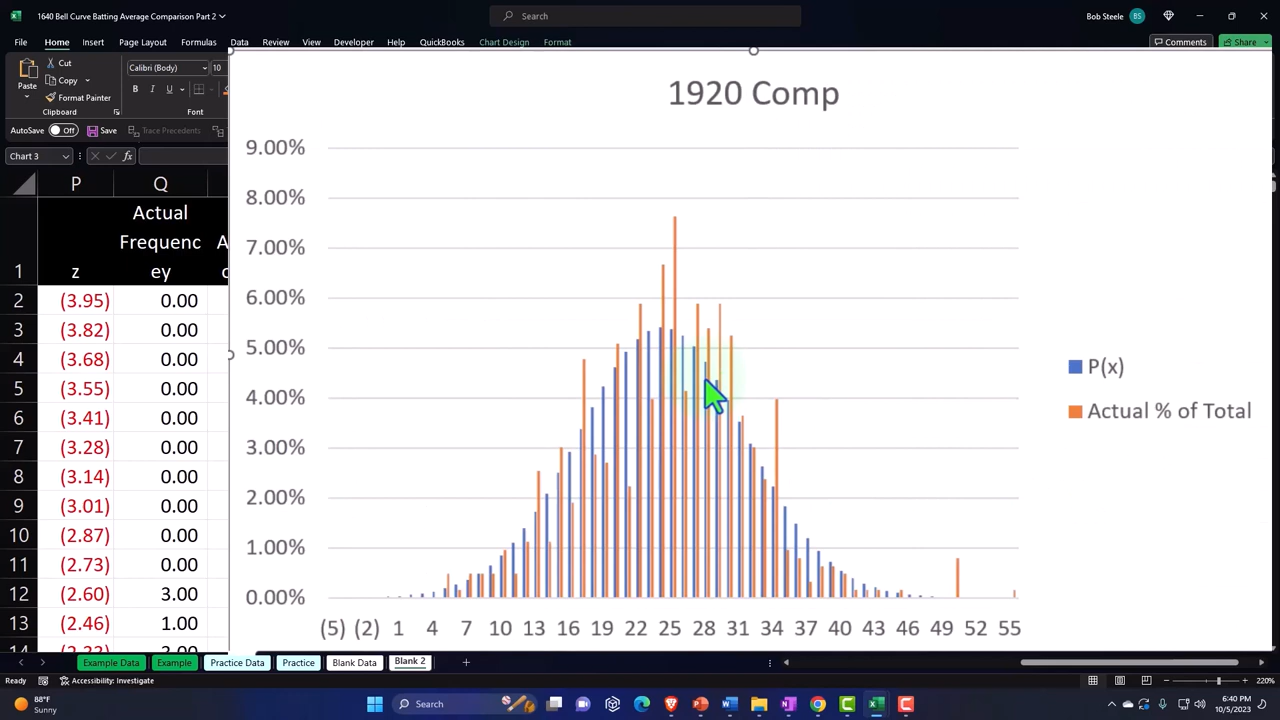 1640 Bell Curve Batting Average Comparison Part 2
Search
Bob Steele BS
File Home Insert Page Layout Formulas Data Review View Developer Help QuickBooks Chart Design Format
Comments Share
Paste
Cut
Copy
Format Painter
Clipboard
Calibri (Body) 10
B I U
Font
AutoSave Off Save Trace Precedents
Chart 3 fx
P Q
1 z Actual
Frequenc
ey
2 (3.95) 0.00
3 (3.82) 0.00
4 (3.68) 0.00
5 (3.55) 0.00
6 (3.41) 0.00
7 (3.28) 0.00
8 (3.14) 0.00
9 (3.01) 0.00
10 (2.87) 0.00
11 (2.73) 0.00
12 (2.60) 3.00
13 (2.46) 1.00
14
1920 Comp
9.00%
8.00%
7.00%
6.00%
5.00%
4.00%
3.00%
2.00%
1.00%
0.00%
(5) (2) 1 4 7 10 13 16 19 22 25 28 31 34 37 40 43 46 49 52 55
P(x)
Actual % of Total
Example Data Example Practice Data Practice Blank Data Blank 2
Ready Accessibility: Investigate
220%
88°F
Sunny
Search
6:40 PM
10/5/2023